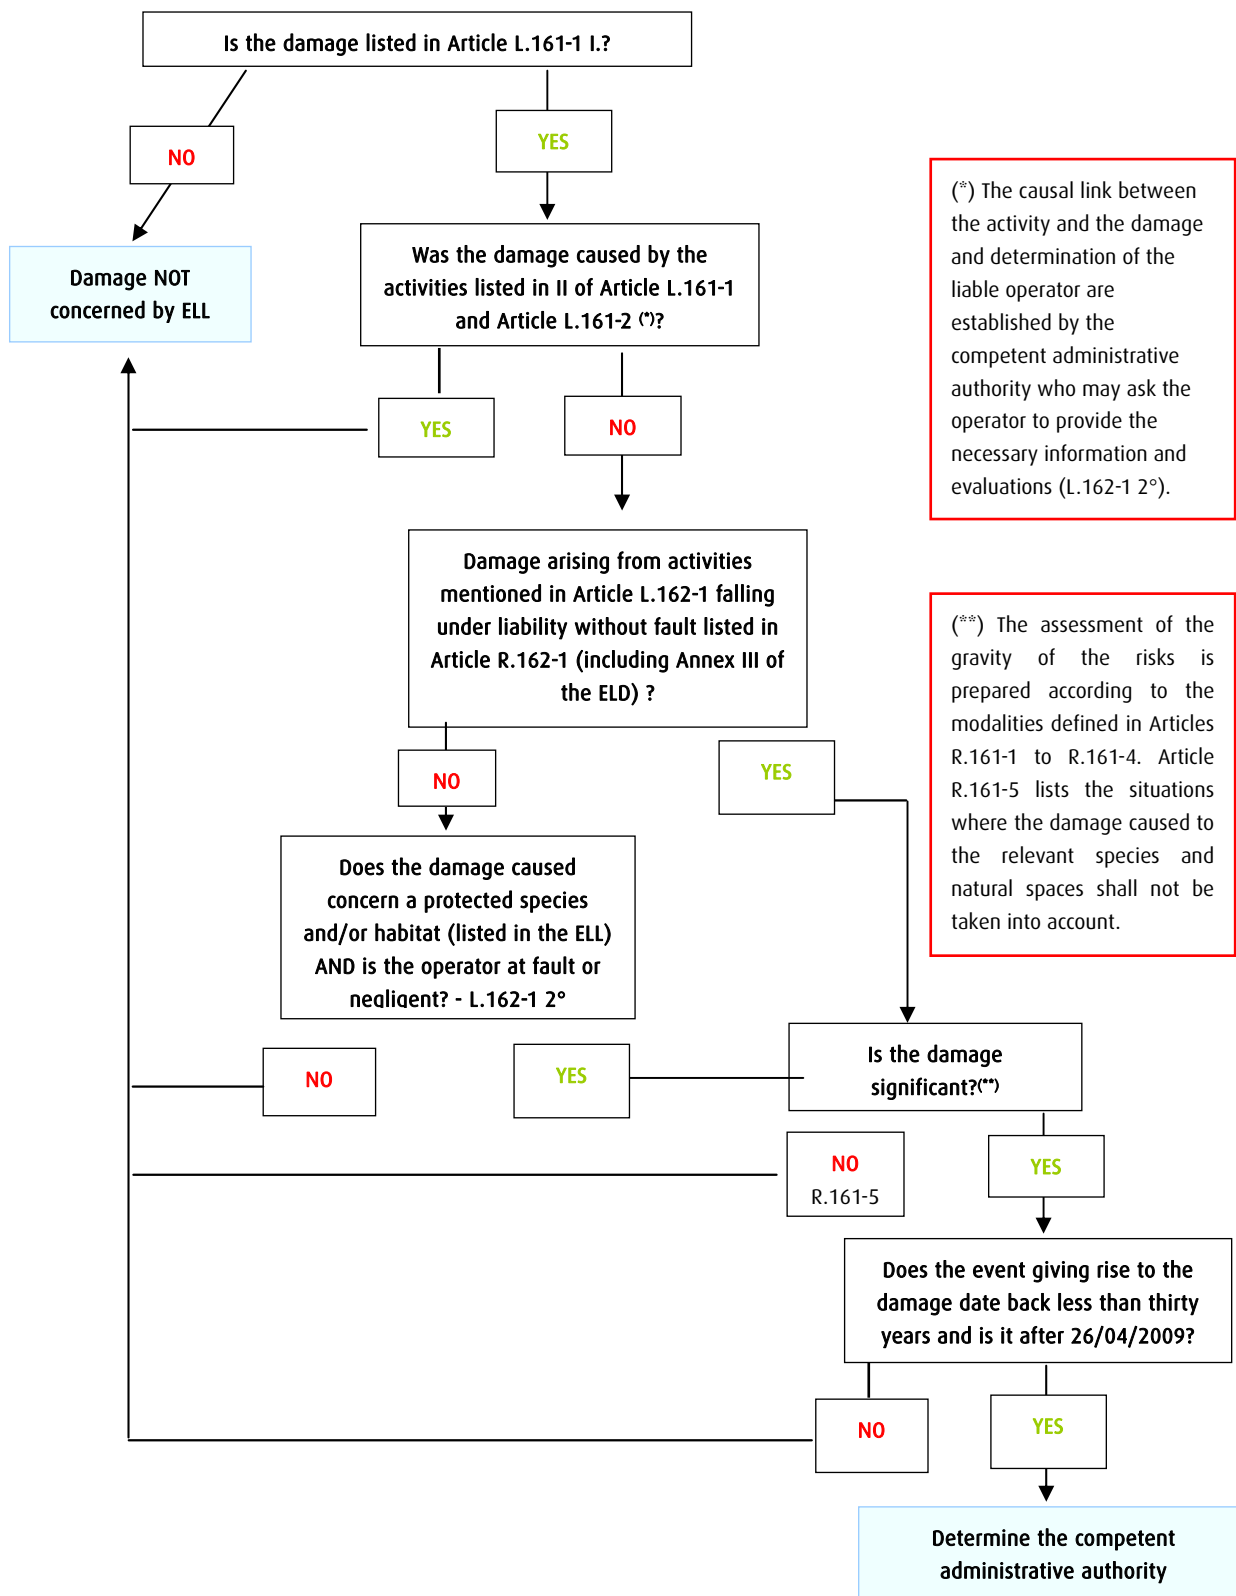 Is the damage listed in Article L.161-1 I.?
NO
YES
Damage NOT
concerned by ELL
Was the damage caused by the
activities listed in II of Article L.161-1
and Article L.161-2 (*)?
YES
NO
(*) The causal link between
the activity and the damage
and determination of the
liable operator are
established by the
competent administrative
authority who may ask the
operator to provide the
necessary information and
evaluations (L.162-1 2°).
Damage arising from activities
mentioned in Article L.162-1 falling
under liability without fault listed in
Article R.162-1 (including Annex III of
the ELD) ?
NO
YES
(**) The assessment of the
gravity of the risks is
prepared according to the
modalities defined in Articles
R.161-1 to R.161-4. Article
R.161-5 lists the situations
where the damage caused to
the relevant species and
natural spaces shall not be
taken into account.
Does the damage caused
concern a protected species
and/or habitat (listed in the ELL)
AND is the operator at fault or
negligent? - L.162-1 2°
NO
YES
Is the damage
significant?(**)
NO
R.161-5
YES
Does the event giving rise to the
damage date back less than thirty
years and is it after 26/04/2009?
NO
YES
Determine the competent
administrative authority